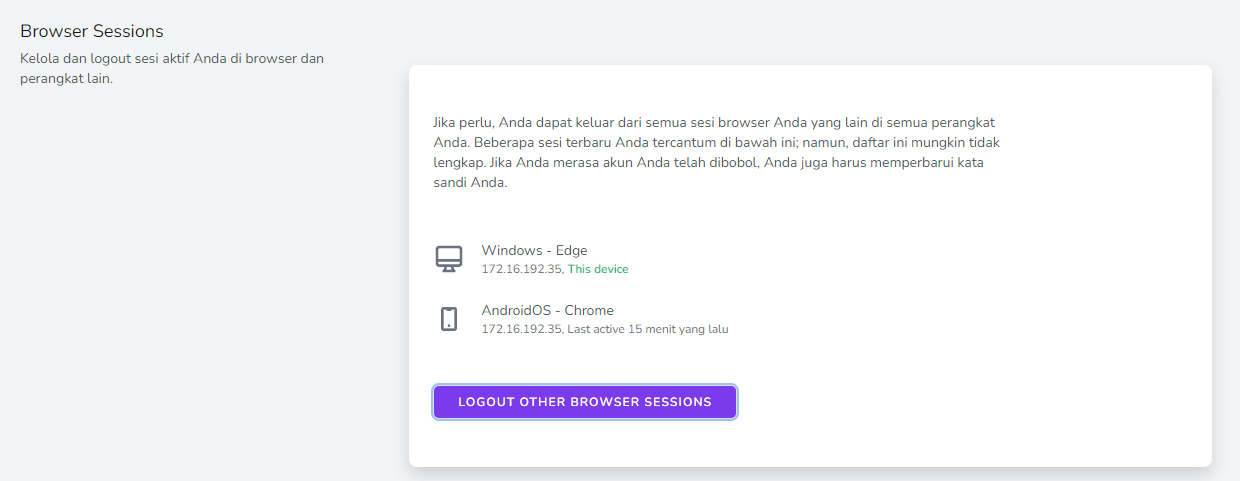 Browser Sessions
Kelola dan logout sesi aktif Anda di browser dan
perangkat lain.
Jika perlu, Anda dapat keluar dari semua sesi browser Anda yang lain di semua perangkat
Anda. Beberapa sesi terbaru Anda tercantum di bawah ini; namun, daftar ini mungkin tidak
lengkap. Jika Anda merasa akun Anda telah dibobol, Anda juga harus memperbarui kata
sandi Anda.
Windows - Edge
172.16.192.35, This device
AndroidOS - Chrome
172.16.192.35, Last active 15 menit yang lalu
LOGOUT OTHER BROWSER SESSIONS